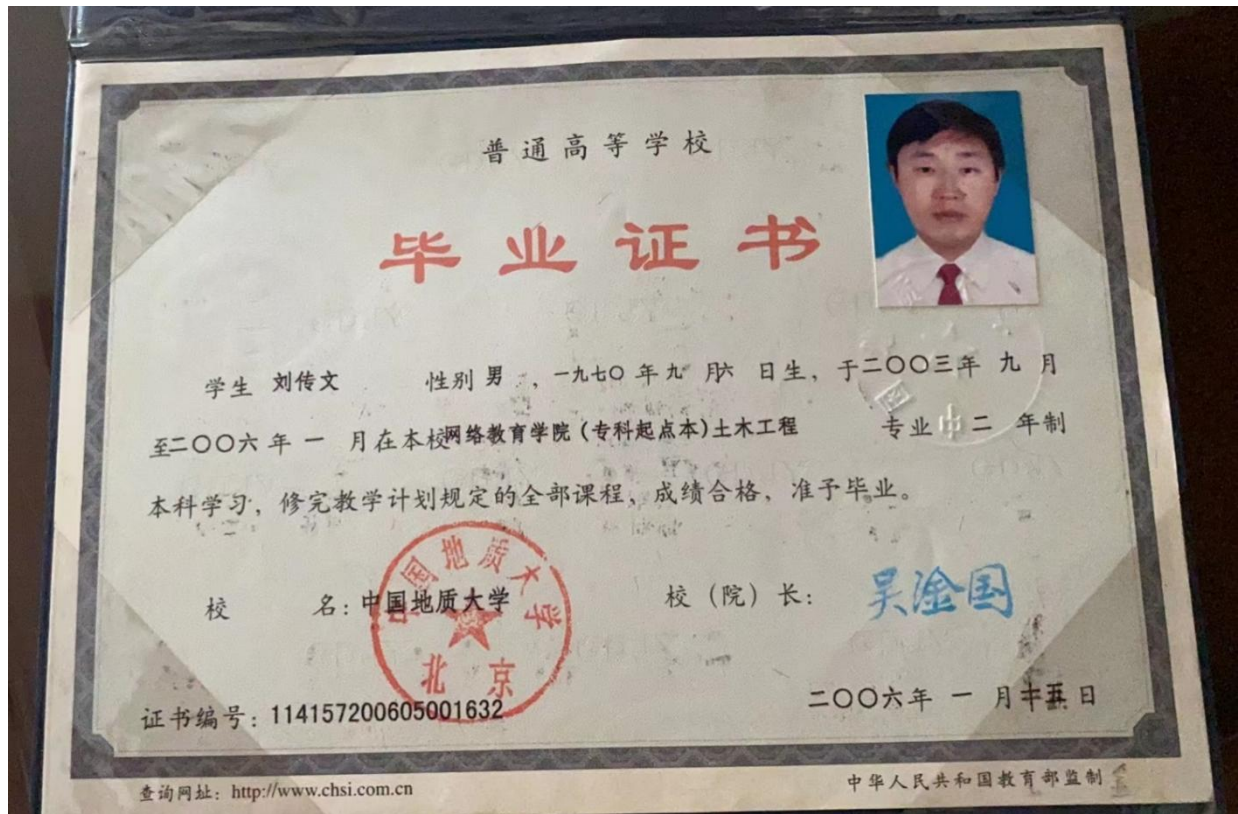 普通高等学校
毕业证书
学生 刘传文 性别 男 ，一九七〇年九月六日生，于二〇〇三年九月
至二〇〇六年一月在本校网络教育学院（专科起点本）土木工程 专业 二 年制
本科学习，修完教学计划规定的全部课程，成绩合格，准予毕业。
中国地质大学
北京
校 名：中国地质大学 校（院）长：吴淦国
证书编号：114157200605001632 二〇〇六年一月十五日
查询网址：http://www.chsi.com.cn 中华人民共和国教育部监制